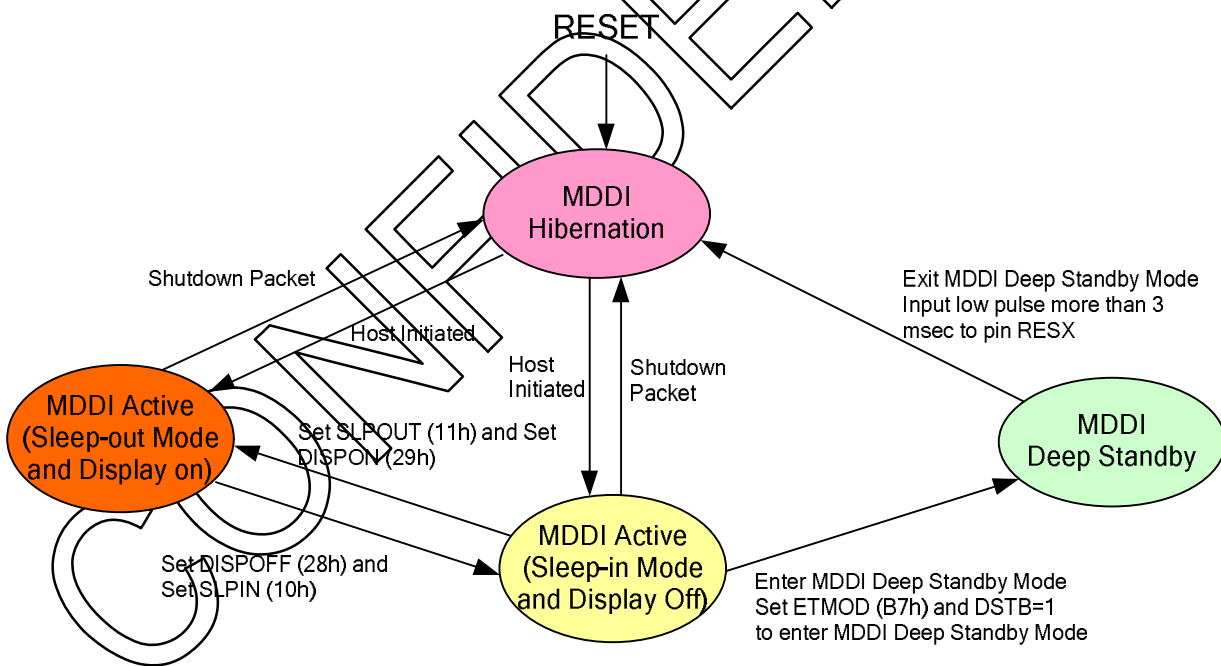 RESET
MDDI
Hibernation
Shutdown Packet
Host Initiated
Host
Initiated
Shutdown
Packet
Exit MDDI Deep Standby Mode
Input low pulse more than 3
msec to pin RESX
MDDI Active
(Sleep-out Mode
and Display on)
Set SLPOUT (11h) and Set
DISPON (29h)
MDDI
Deep Standby
Set DISPOFF (28h) and
Set SLPIN (10h)
MDDI Active
(Sleep-in Mode
and Display Off)
Enter MDDI Deep Standby Mode
Set ETMOD (B7h) and DSTB=1
to enter MDDI Deep Standby Mode